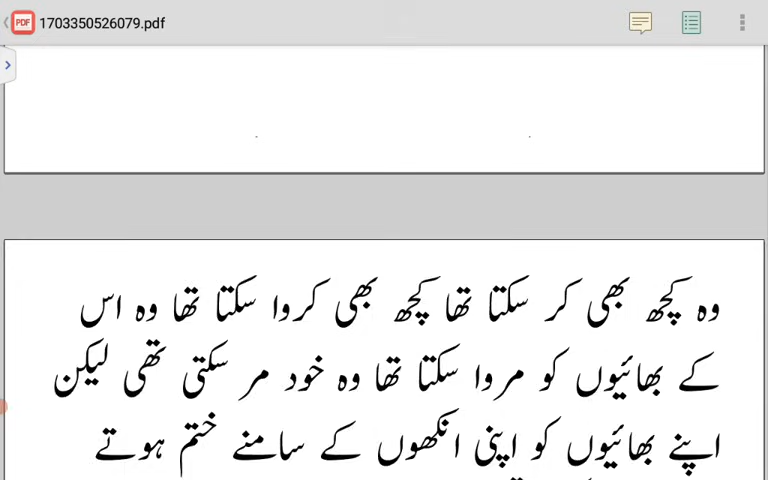 PDF 1703350526079.pdf
وہ کچھ بھی کر سکتا تھا کچھ بھی کروا سکتا تھا وہ اس
کے بھائیوں کو مروا سکتا تھا وہ خود مر سکتی تھی لیکن
اپنے بھائیوں کو اپنی انکھوں کے سامنے ختم ہوتے